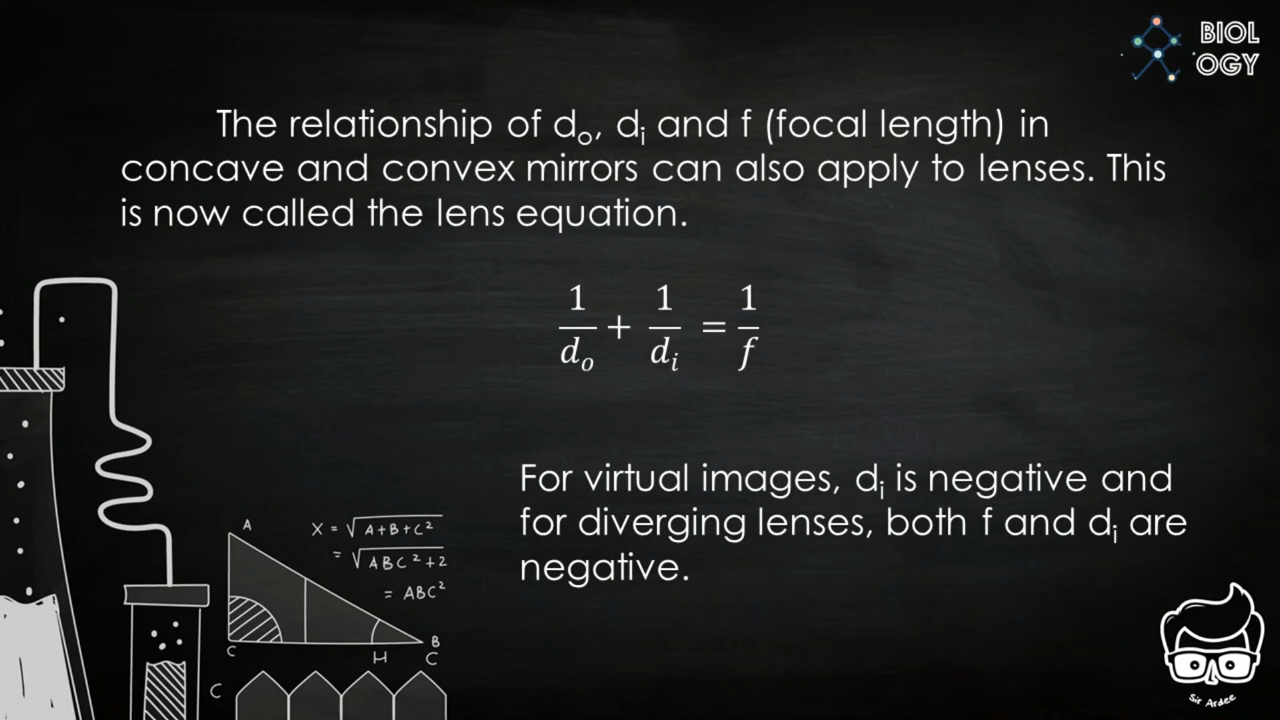 BIOL
OGY
The relationship of dₒ, dᵢ and f (focal length) in
concave and convex mirrors can also apply to lenses. This
is now called the lens equation.
1/dₒ + 1/dᵢ = 1/f
For virtual images, dᵢ is negative and
for diverging lenses, both f and dᵢ are
negative.
A
X = √A+B+C²
= √ABC²+2
= ABC²
B
C
H
C
C
Sir Ardee